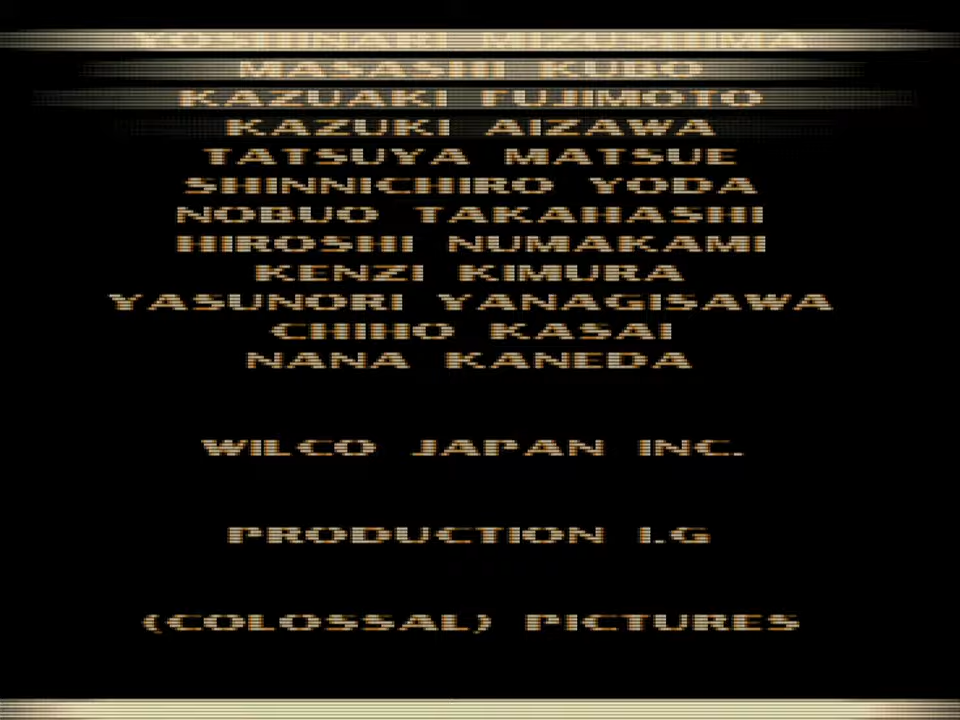 YOSHINARI MIZUSHIMA
MASASHI KUBO
KAZUAKI FUJIMOTO
KAZUKI AIZAWA
TATSUYA MATSUE
SHINNICHIRO YODA
NOBUO TAKAHASHI
HIROSHI NUMAKAMI
KENZI KIMURA
YASUNORI YANAGISAWA
CHIHO KASAI
NANA KANEDA
WILCO JAPAN INC.
PRODUCTION I.G
(COLOSSAL) PICTURES